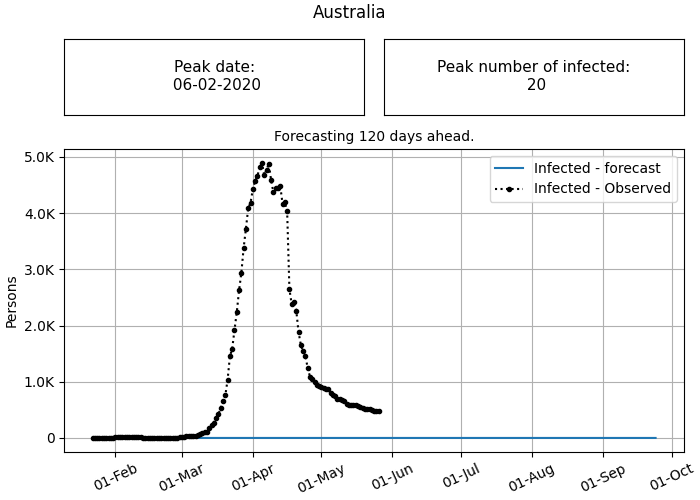 Australia
Peak date:
06-02-2020
Peak number of infected:
20
Forecasting 120 days ahead.
Infected - forecast
Infected - Observed
5.0K
4.0K
3.0K
2.0K
1.0K
0
Persons
01-Feb
01-Mar
01-Apr
01-May
01-Jun
01-Jul
01-Aug
01-Sep
01-Oct